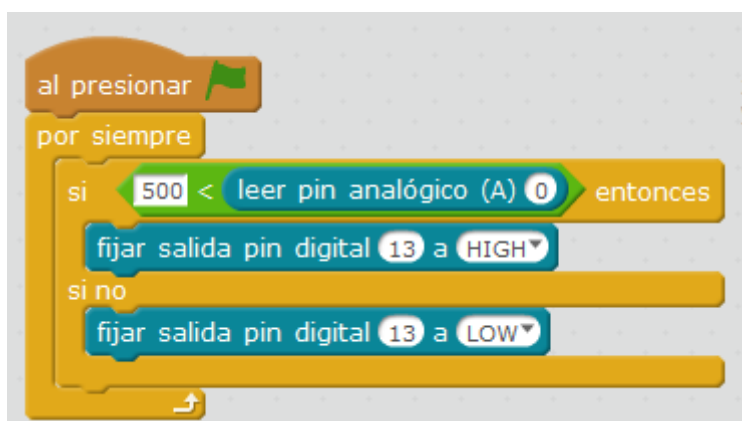 al presionar
por siempre
si 500 < leer pin analógico (A) 0 entonces
fijar salida pin digital 13 a HIGH
si no
fijar salida pin digital 13 a LOW